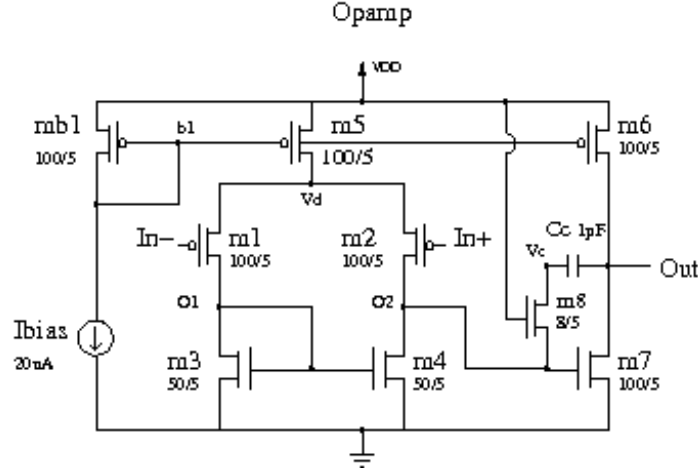 Opamp
VDD
mb1
b1
m5
m6
100/5
100/5
100/5
Vd
In-
m1
m2
In+
100/5
100/5
Cc 1pF
Vc
Out
O1
O2
m8
8/5
Ibias
20nA
m3
m4
m7
50/5
50/5
100/5